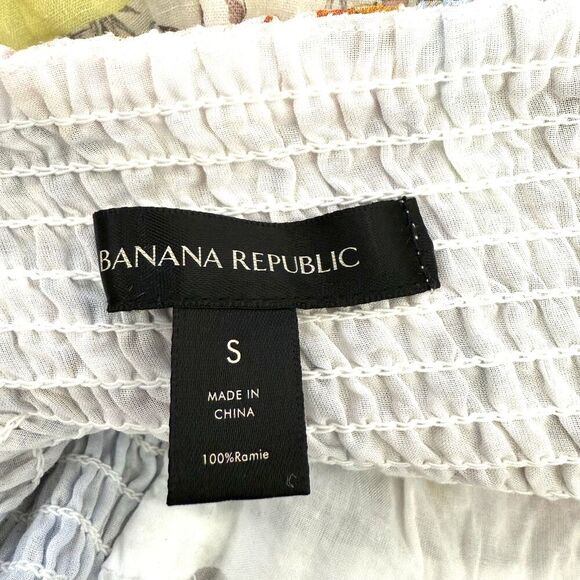 BANANA REPUBLIC
S
MADE IN
CHINA
100%Ramie